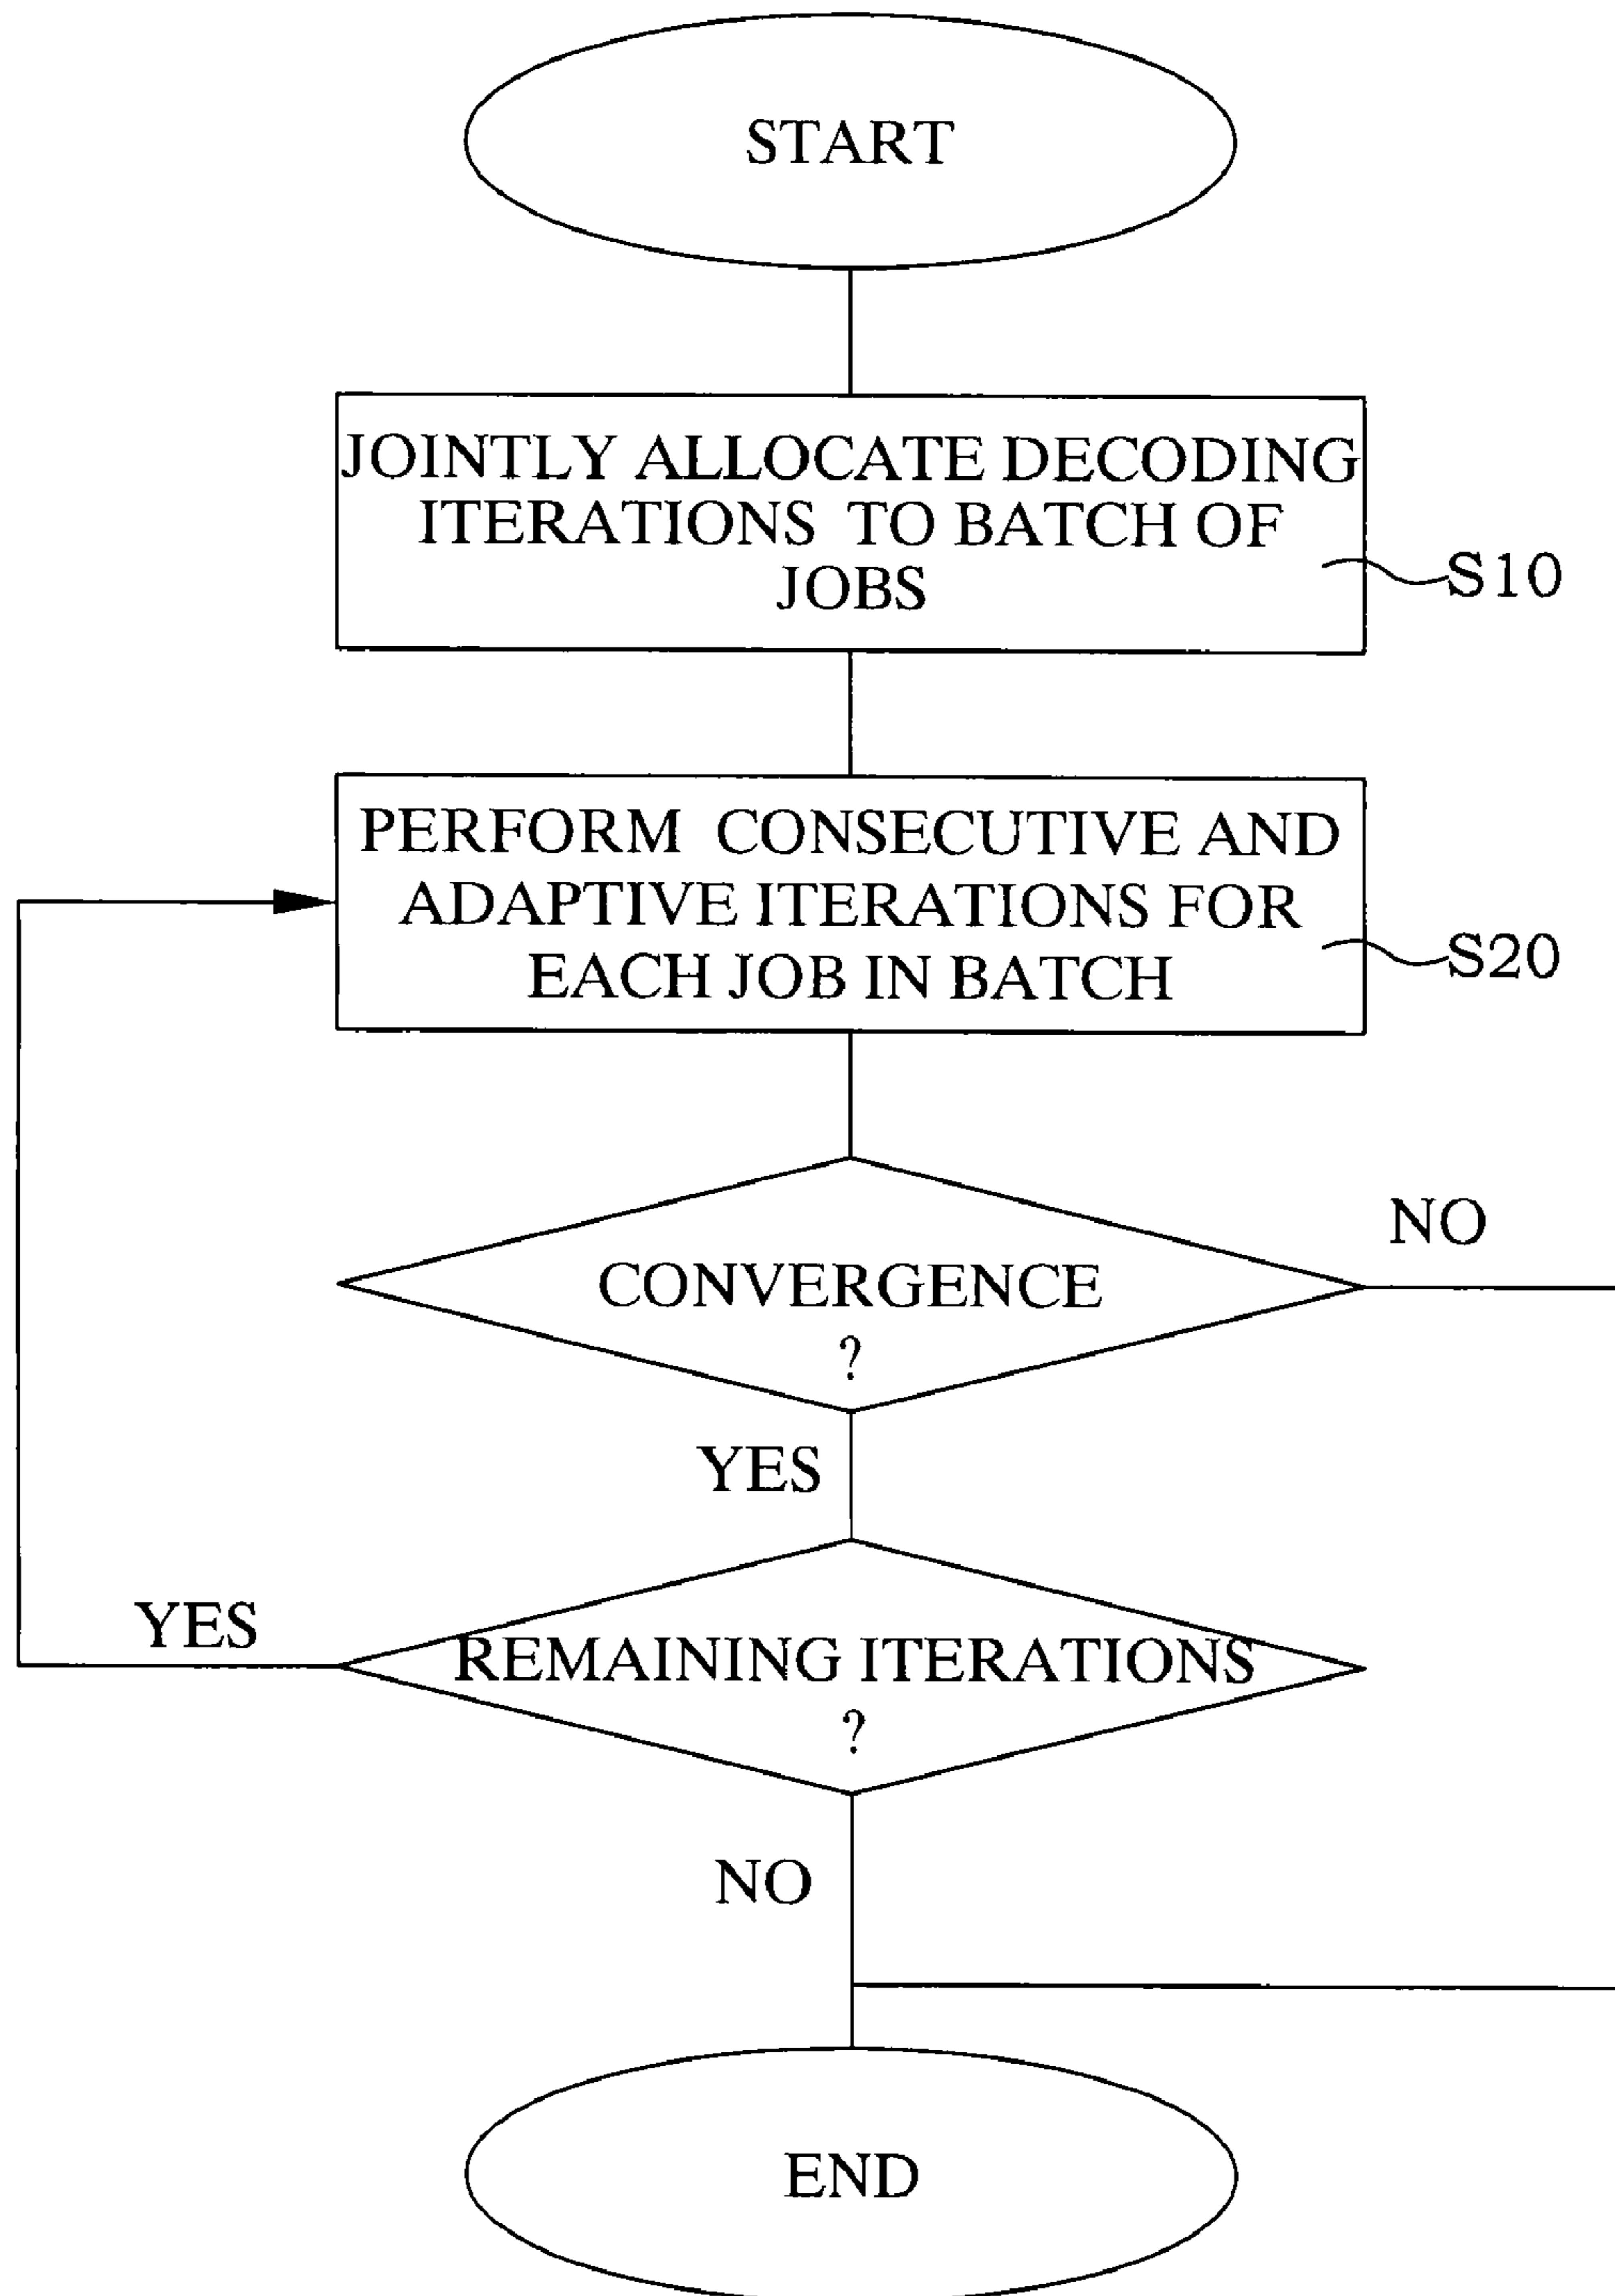 START
JOINTLY ALLOCATE DECODING
ITERATIONS TO BATCH OF
JOBS
S10
PERFORM CONSECUTIVE AND
ADAPTIVE ITERATIONS FOR
EACH JOB IN BATCH
S20
NO
CONVERGENCE
?
YES
YES
REMAINING ITERATIONS
?
NO
END